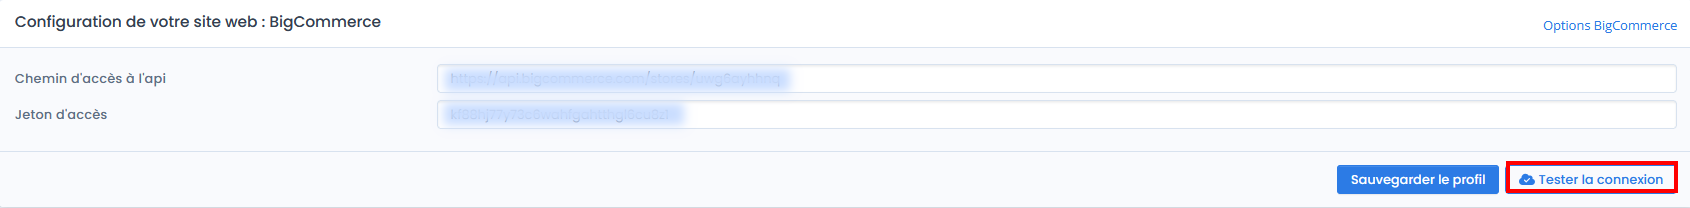 Configuration de votre site web : BigCommerce
Options BigCommerce
Chemin d'accès à l'api
Jeton d'accès
Sauvegarder le profil
Tester la connexion